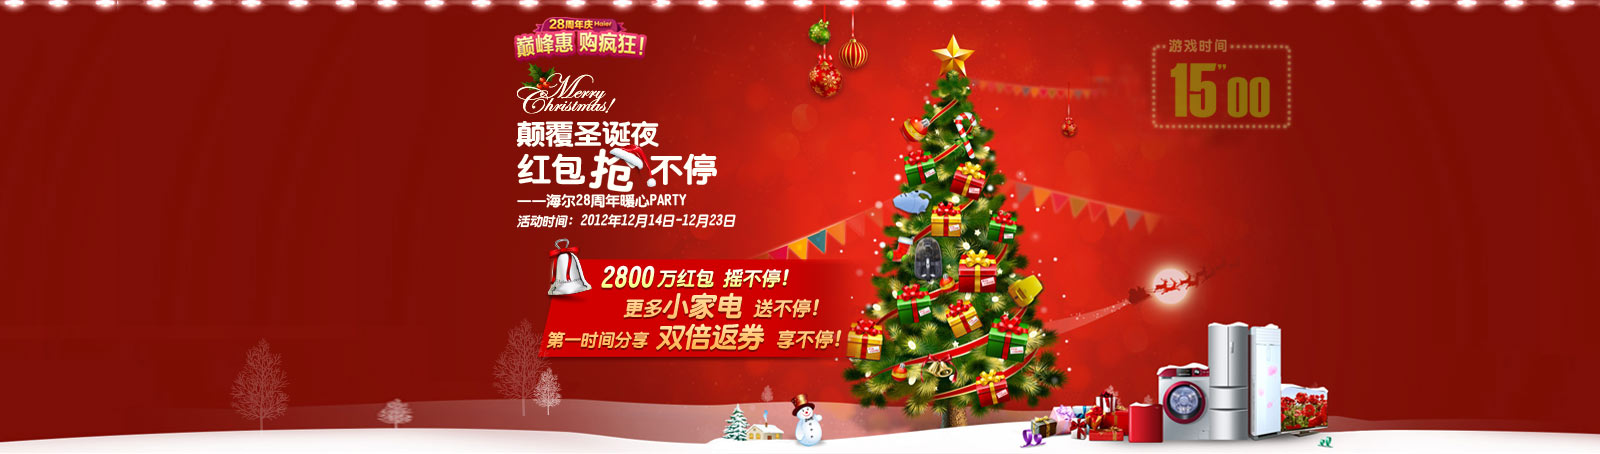 28周年庆 Haier
巅峰惠 购疯狂!
Merry
Christmas!
颠覆圣诞夜
红包抢不停
——海尔28周年暖心PARTY
活动时间：2012年12月14日-12月23日
2800万红包 摇不停!
更多小家电 送不停!
第一时间分享 双倍返券 享不停!
游戏时间
15"00